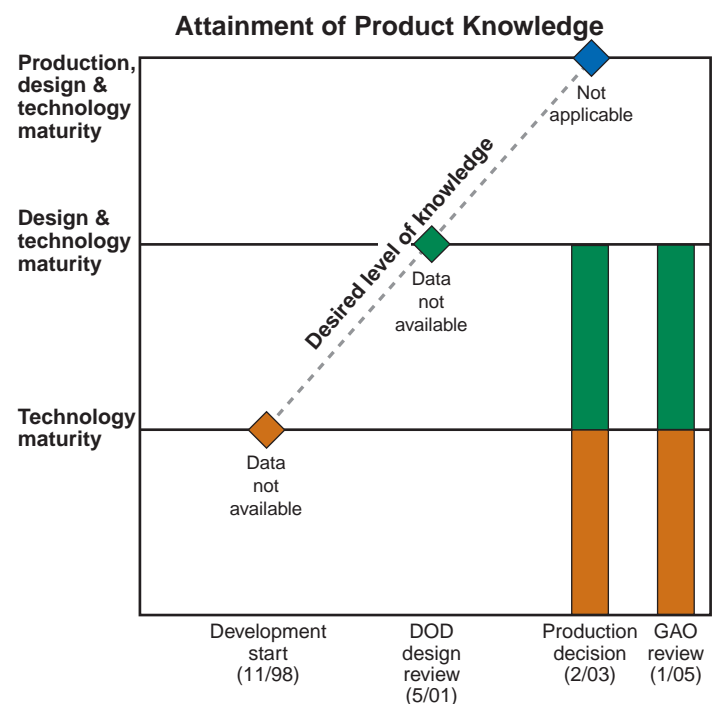 Attainment of Product Knowledge
Production,
design &
technology
maturity
Not
applicable
Desired level of knowledge
Design &
technology
maturity
Data
not
available
Technology
maturity
Data
not
available
Development
start
(11/98)
DOD
design
review
(5/01)
Production
decision
(2/03)
GAO
review
(1/05)